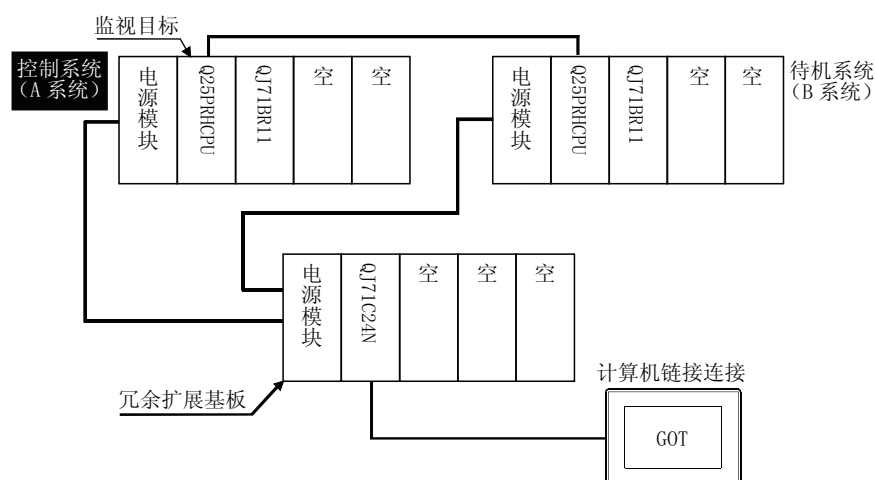 监视目标
控制系统
（A 系统）
电源模块
Q25PRHCPU
QJ71BR11
空
空
电源模块
Q25PRHCPU
QJ71BR11
空
空
待机系统
（B 系统）
电源模块
QJ71C24N
空
空
空
冗余扩展基板
计算机链接连接
GOT